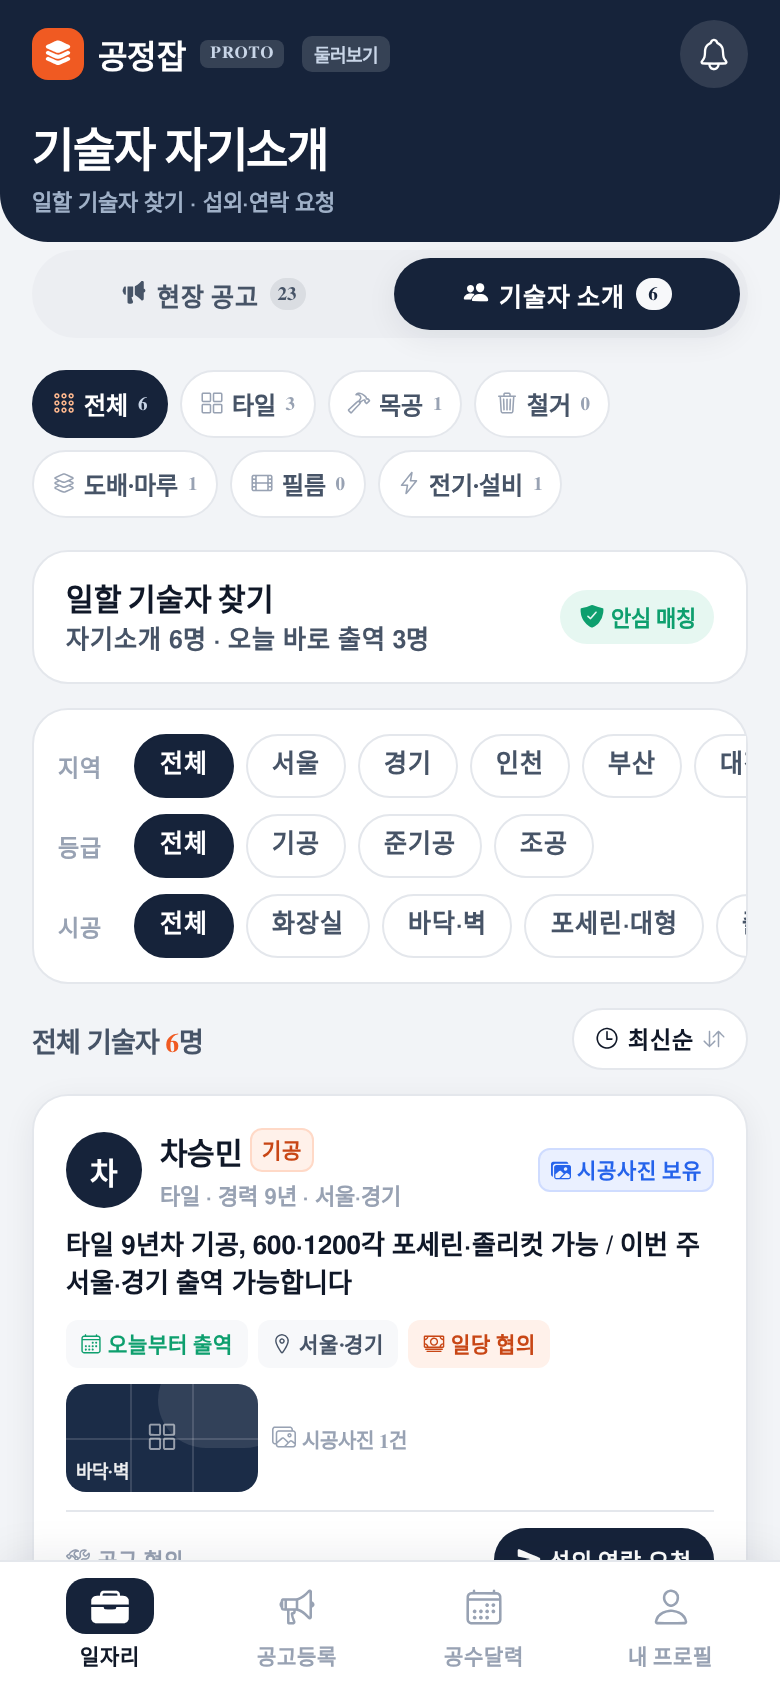 공정잡 PROTO 둘러보기
기술자 자기소개
일할 기술자 찾기 · 섭외·연락 요청
현장 공고 23
기술자 소개 6
전체 6
타일 3
목공 1
철거 0
도배·마루 1
필름 0
전기·설비 1
일할 기술자 찾기
자기소개 6명 · 오늘 바로 출역 3명
안심 매칭
지역 전체 서울 경기 인천 부산
등급 전체 기공 준기공 조공
시공 전체 화장실 바닥·벽 포세린·대형
전체 기술자 6명
최신순
차
차승민 기공
타일 · 경력 9년 · 서울·경기
시공사진 보유
타일 9년차 기공, 600·1200각 포세린·졸리컷 가능 / 이번 주
서울·경기 출역 가능합니다
오늘부터 출역
서울·경기
일당 협의
바닥·벽
시공사진 1건
일자리
공고등록
공수달력
내 프로필